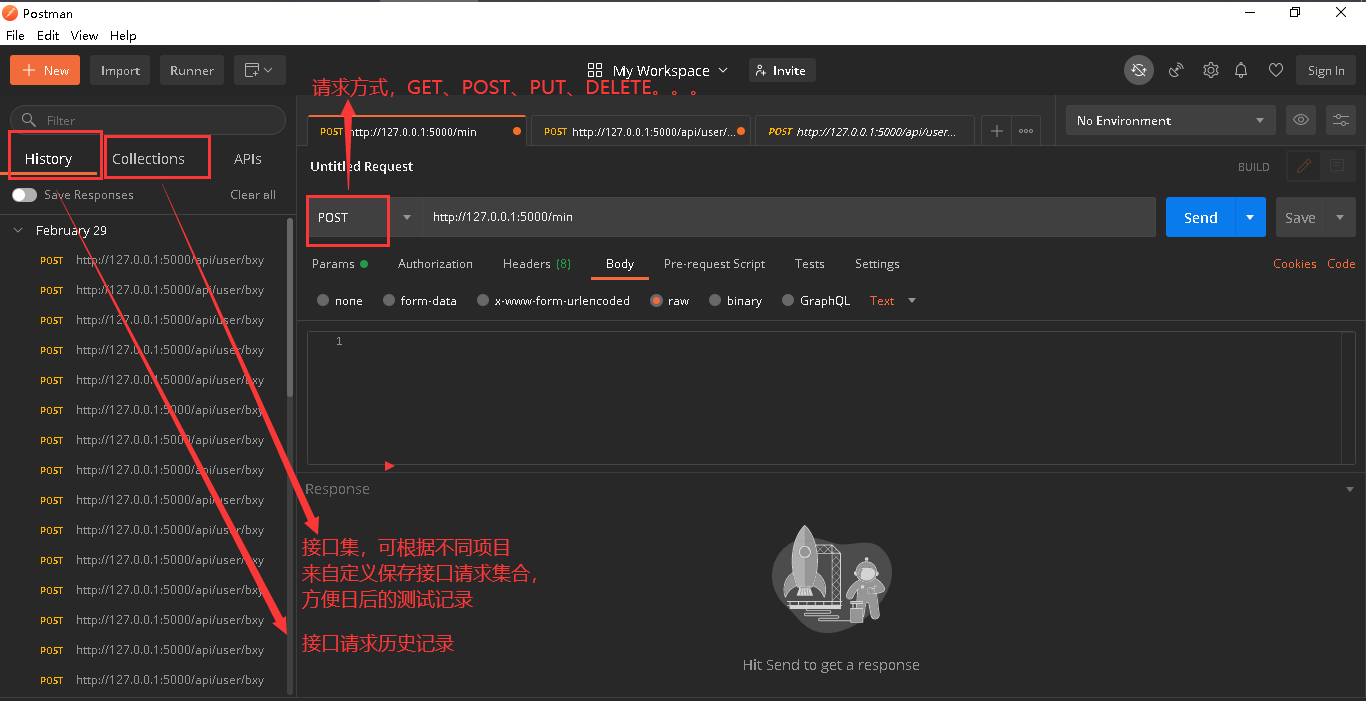 Postman
File Edit View Help
New Import Runner
My Workspace Invite
Sign In
请求方式，GET、POST、PUT、DELETE。。。
Filter
POST http://127.0.0.1:5000/min POST http://127.0.0.1:5000/api/user/... POST http://127.0.0.1:5000/api/user...
No Environment
History Collections APIs
Untitled Request
BUILD
Save Responses Clear all
POST http://127.0.0.1:5000/min Send Save
February 29
POST http://127.0.0.1:5000/api/user/bxy
Params Authorization Headers (8) Body Pre-request Script Tests Settings Cookies Code
POST http://127.0.0.1:5000/api/user/bxy
none form-data x-www-form-urlencoded raw binary GraphQL Text
POST http://127.0.0.1:5000/api/user/bxy
1
POST http://127.0.0.1:5000/api/user/bxy
POST http://127.0.0.1:5000/api/user/bxy
POST http://127.0.0.1:5000/api/user/bxy
POST http://127.0.0.1:5000/api/user/bxy
POST http://127.0.0.1:5000/api/user/bxy
Response
POST http://127.0.0.1:5000/api/user/bxy
POST http://127.0.0.1:5000/api/user/bxy
接口集，可根据不同项目
POST http://127.0.0.1:5000/api/user/bxy
来自定义保存接口请求集合，
POST http://127.0.0.1:5000/api/user/bxy
方便日后的测试记录
POST http://127.0.0.1:5000/api/user/bxy
接口请求历史记录
POST http://127.0.0.1:5000/api/user/bxy
Hit Send to get a response
POST http://127.0.0.1:5000/api/user/bxy